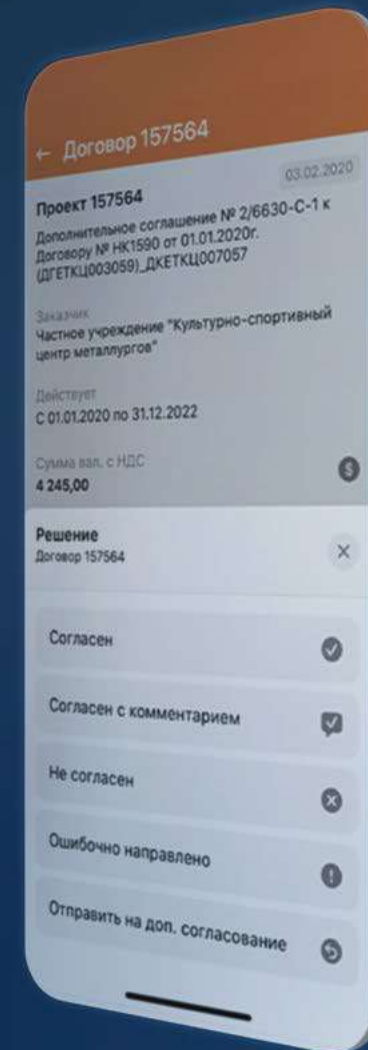 ← Договор 157564
03.02.2020
Проект 157564
Дополнительное соглашение № 2/6630-С-1 к
Договору № НК1590 от 01.01.2020г.
(ДГЕТКЦ003059)_ДКЕТКЦ007057
Заказчик
Частное учреждение "Культурно-спортивный
центр металлургов"
Действует
С 01.01.2020 по 31.12.2022
Сумма вал. с НДС
4 245,00
Решение
Договор 157564
Согласен
Согласен с комментарием
Не согласен
Ошибочно направлено
Отправить на доп. согласование